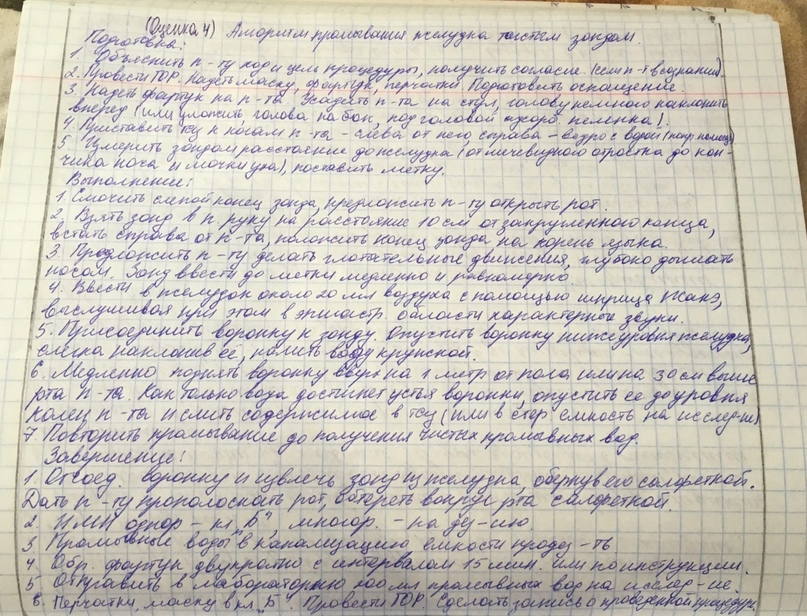 (Оценка 4) Алгоритм промывания желудка толстым зондом.
Подготовка:
1. Объяснить п-ту ход и цель процедуры, получить согласие (если п-т в сознании)
2. Провести ГОР. Надеть маску, фартук, перчатки. Подготовить оснащение.
3. Надеть фартук на п-та. Усадить п-та на стул, голову немного наклонить
вперед (или уложить голова на бок, под головой клеенка пеленка).
4. Приставить таз к ногам п-та - слева от него, справа - ведро с водой
5. Измерить зондом расстояние до желудка (от мечевидного отростка до кон-
чика носа и мочки уха), поставить метку.
Выполнение:
1. Смочить слепой конец зонда, предложить п-ту открыть рот.
2. Взять зонд в п. руку на расстояние 10 см от закругленного конца,
встать справа от п-та, положить конец зонда на корень языка.
3. Предложить п-ту делать глотательные движения, глубоко дышать
носом. Зонд ввести до метки медленно и равномерно.
4. Ввести в желудок около 20 мл воздуха с помощью шприца Жанэ,
выслушивая при этом в эпигастр. области характерные звуки.
5. Присоединить воронку к зонду. Опустить воронку ниже уровня желудка,
слегка наклонив ее, налить воду кружкой.
6. Медленно поднять воронку вверх на 1 метр от пола или на 30 см выше
рта п-та. Как только вода достигнет устья воронки, опустить ее до уровня
колен п-та и слить содержимое в таз (или в стер. емкость на исслед-ие)
7. Повторить промывание до получения чистых промывных вод.
Завершение:
1. Отсоед. воронку и извлечь зонд из желудка, обернув его салфеткой.
Дать п-ту прополоскать рот, вытереть вокруг рта салфеткой.
2. ИМН однор - кл „Б“, многор. - на дез-сию
3. Промывные воды в канализацию емкости продез-ть
4. Обр. фартук двукратно с интервалом 15 мин. или по инструкции.
5. Отправить в лабораторию 200 мл промывных вод на исслед-ие.
6. Перчатки, маску в кл „Б“. Провести ГОР. Сделать запись о проведенной процедуре.